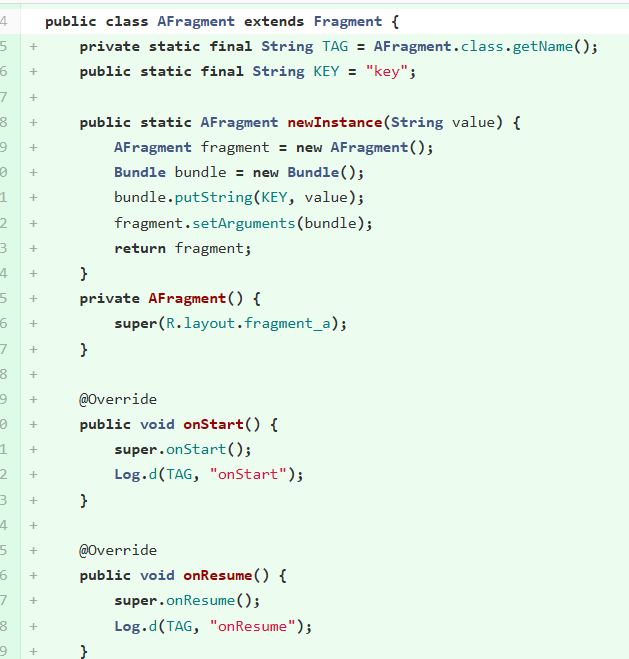 4 public class AFragment extends Fragment {
5 + private static final String TAG = AFragment.class.getName();
6 + public static final String KEY = "key";
7 +
8 + public static AFragment newInstance(String value) {
9 + AFragment fragment = new AFragment();
0 + Bundle bundle = new Bundle();
1 + bundle.putString(KEY, value);
2 + fragment.setArguments(bundle);
3 + return fragment;
4 + }
5 + private AFragment() {
6 + super(R.layout.fragment_a);
7 + }
8 +
9 + @Override
0 + public void onStart() {
1 + super.onStart();
2 + Log.d(TAG, "onStart");
3 + }
4 +
5 + @Override
6 + public void onResume() {
7 + super.onResume();
8 + Log.d(TAG, "onResume");
9 + }